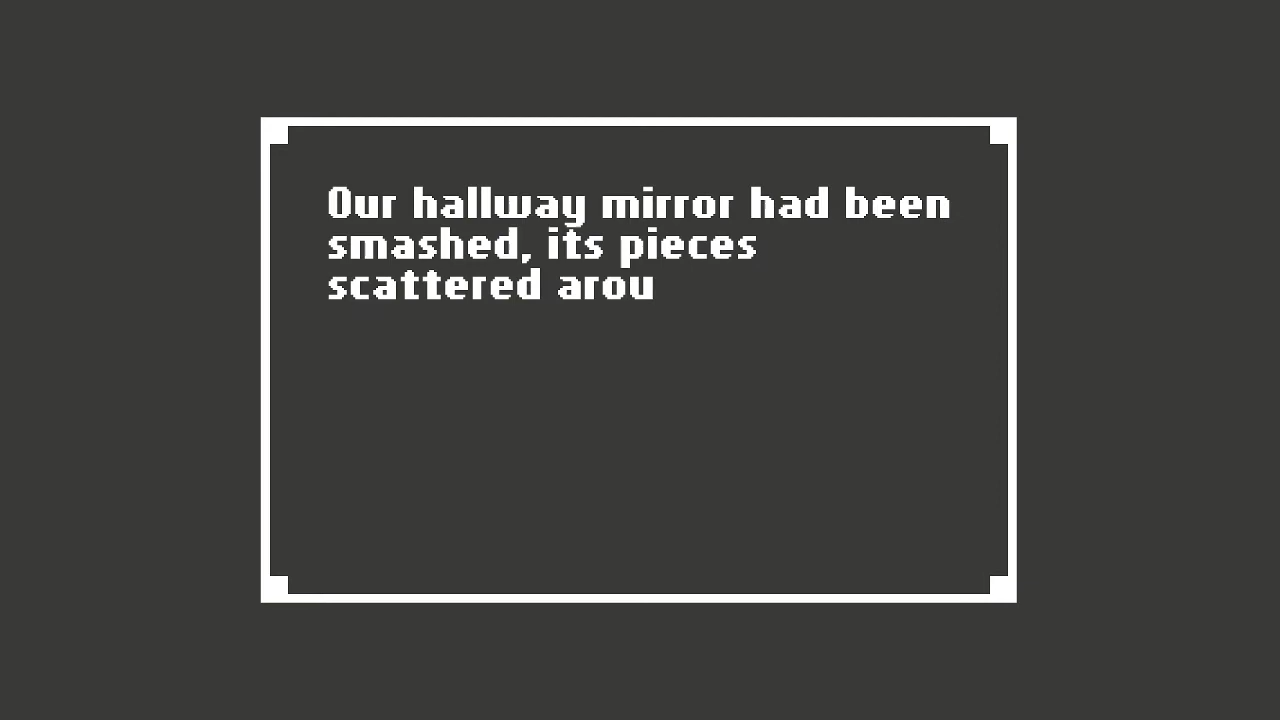 Our hallway mirror had been
smashed, its pieces
scattered arou